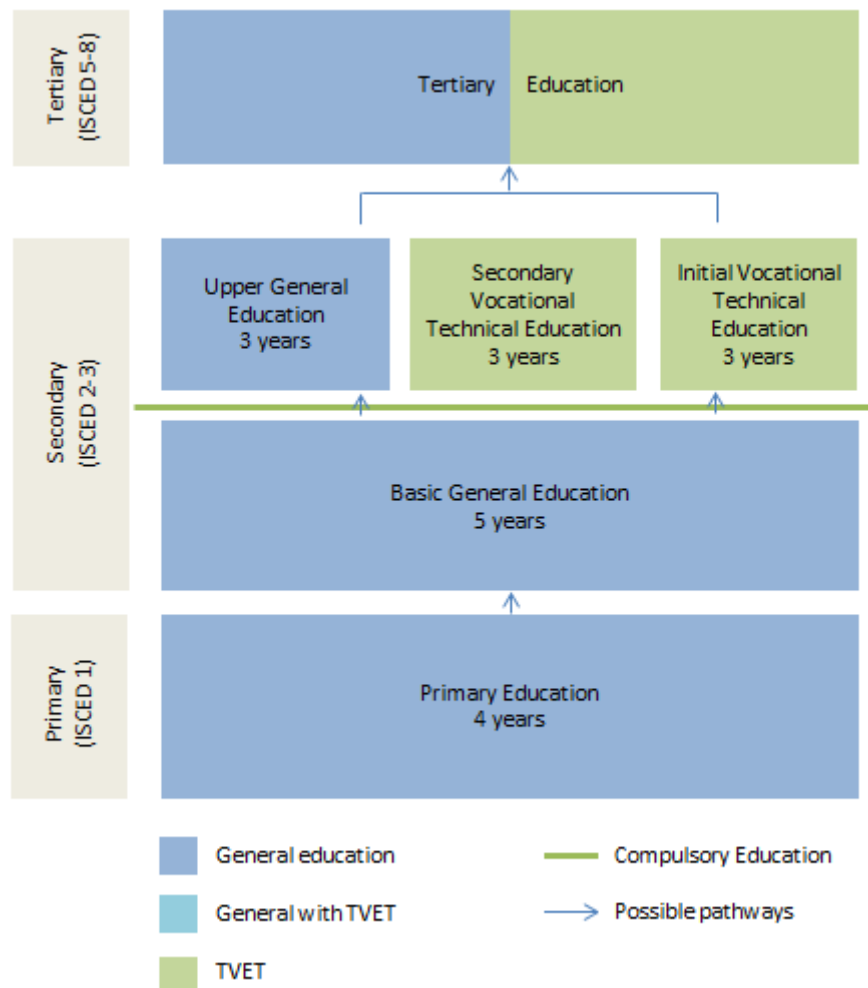 Tertiary
(ISCED 5-8)
Tertiary Education
Secondary
(ISCED 2-3)
Upper General
Education
3 years
Secondary
Vocational
Technical Education
3 years
Initial Vocational
Technical
Education
3 years
Basic General Education
5 years
Primary
(ISCED 1)
Primary Education
4 years
General education
Compulsory Education
General with TVET
Possible pathways
TVET